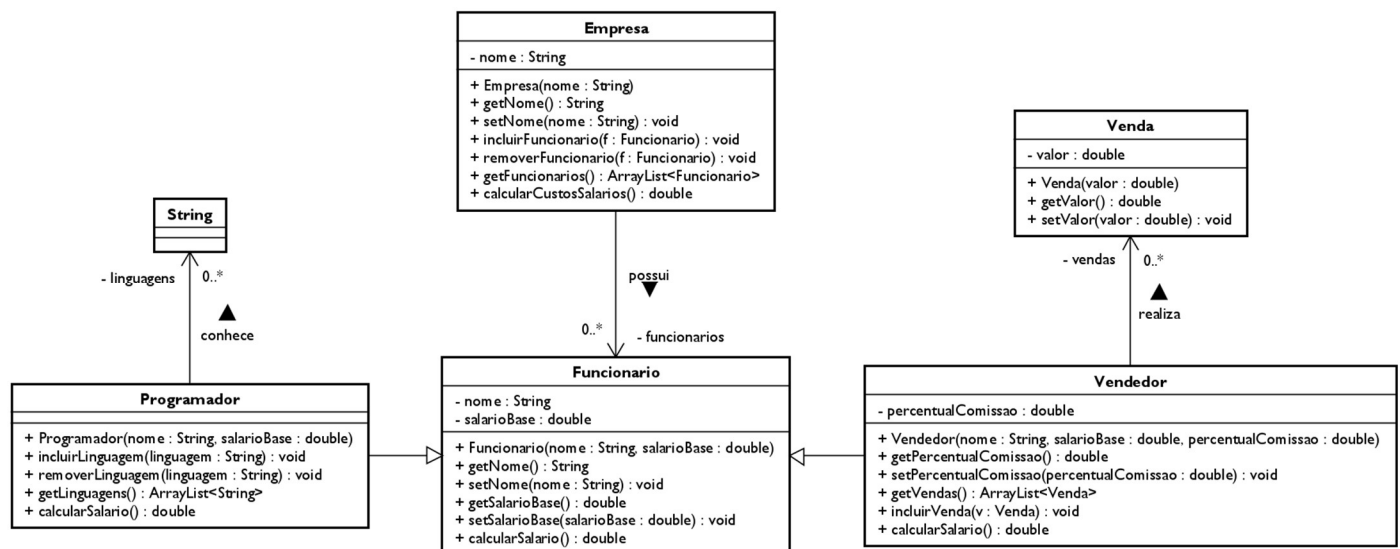 Empresa
- nome : String
+ Empresa(nome : String)
+ getNome() : String
+ setNome(nome : String) : void
+ incluirFuncionario(f : Funcionario) : void
+ removerFuncionario(f : Funcionario) : void
+ getFuncionarios() : ArrayList<Funcionario>
+ calcularCustosSalarios() : double
Venda
- valor : double
+ Venda(valor : double)
+ getValor() : double
+ setValor(valor : double) : void
String
- linguagens
0..*
conhece
possui
0..*
- funcionarios
- vendas
0..*
realiza
Programador
+ Programador(nome : String, salarioBase : double)
+ incluirLinguagem(linguagem : String) : void
+ removerLinguagem(linguagem : String) : void
+ getLinguagens() : ArrayList<String>
+ calcularSalario() : double
Funcionario
- nome : String
- salarioBase : double
+ Funcionario(nome : String, salarioBase : double)
+ getNome() : String
+ setNome(nome : String) : void
+ getSalarioBase() : double
+ setSalarioBase(salarioBase : double) : void
+ calcularSalario() : double
Vendedor
- percentualComissao : double
+ Vendedor(nome : String, salarioBase : double, percentualComissao : double)
+ getPercentualComissao() : double
+ setPercentualComissao(percentualComissao : double) : void
+ getVendas() : ArrayList<Venda>
+ incluirVenda(v : Venda) : void
+ calcularSalario() : double